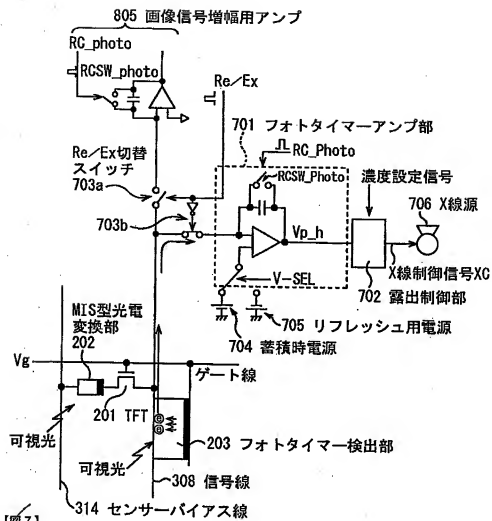 805 画像信号増幅用アンプ
RC_photo
RCSW_photo
Re/Ex
701 フォトタイマーアンプ部
RC_Photo
Re/Ex切替
スイッチ
703a
RCSW_Photo
濃度設定信号
706 X線源
703b
Vp_h
V-SEL
X線制御信号XC
702 露出制御部
705 リフレッシュ用電源
704 蓄積時電源
MIS型光電
変換部
202
Vg
ゲート線
201 TFT
可視光
203 フォトタイマー検出部
可視光
308 信号線
314 センサーバイアス線